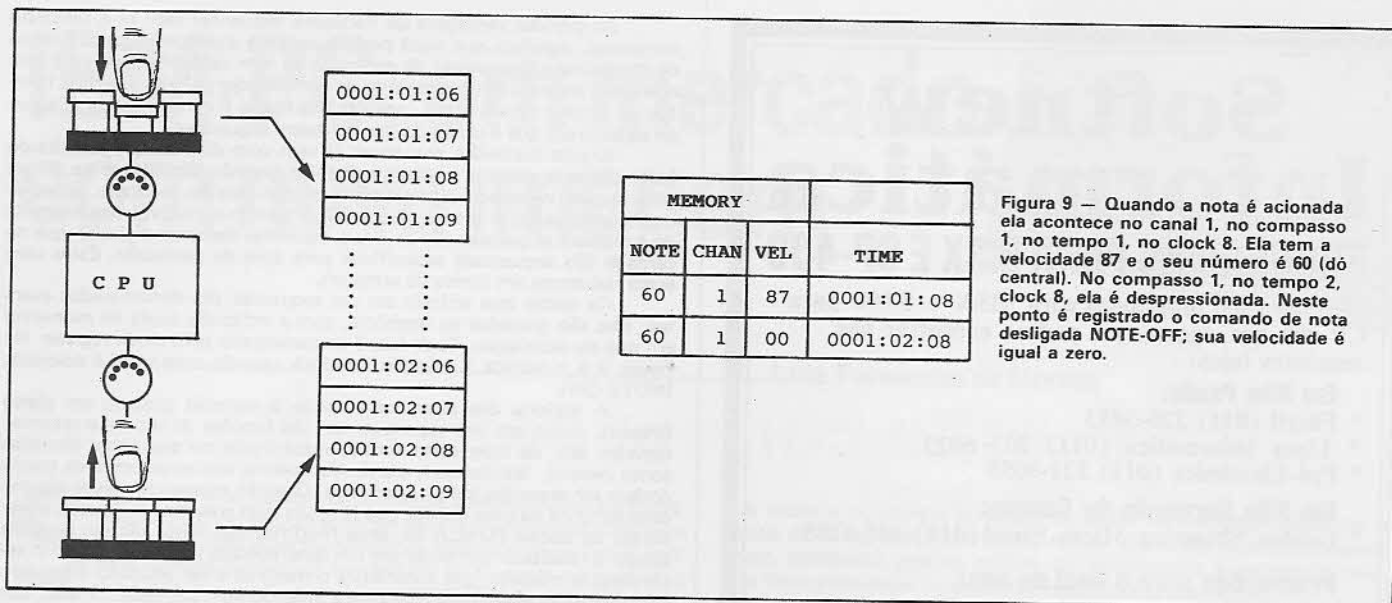 0001:01:06
0001:01:07
0001:01:08
0001:01:09
CPU
0001:02:06
0001:02:07
0001:02:08
0001:02:09
MEMORY
NOTE CHAN VEL TIME
60 1 87 0001:01:08
60 1 00 0001:02:08
Figura 9 — Quando a nota é acionada
ela acontece no canal 1, no compasso
1, no tempo 1, no clock 8. Ela tem a
velocidade 87 e o seu número é 60 (dó
central). No compasso 1, no tempo 2,
clock 8, ela é despressionada. Neste
ponto é registrado o comando de nota
desligada NOTE-OFF; sua velocidade é
igual a zero.